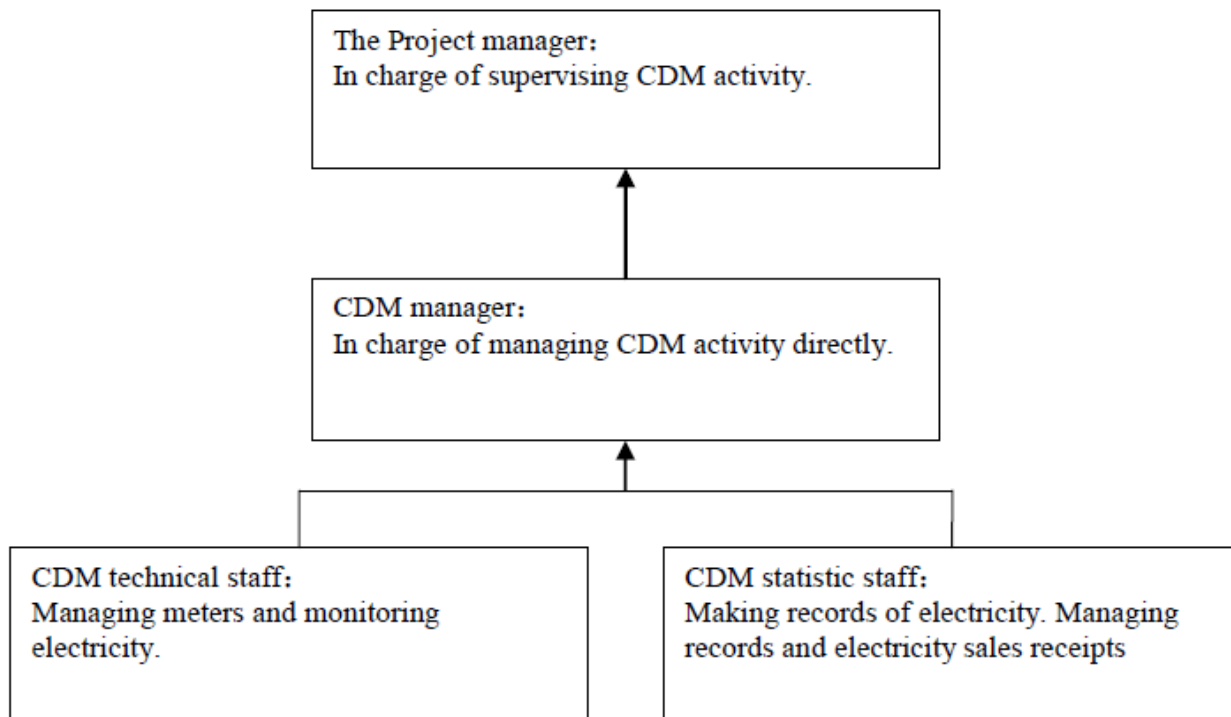 The Project manager：
In charge of supervising CDM activity.
CDM manager：
In charge of managing CDM activity directly.
CDM technical staff：
Managing meters and monitoring
electricity.
CDM statistic staff：
Making records of electricity. Managing
records and electricity sales receipts